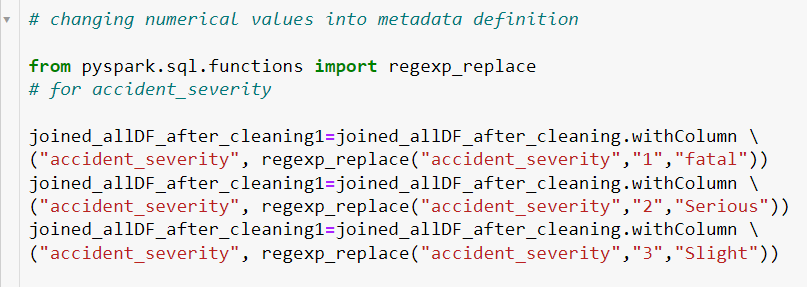 # changing numerical values into metadata definition
from pyspark.sql.functions import regexp_replace
# for accident_severity
joined_allDF_after_cleaning1=joined_allDF_after_cleaning.withColumn \
("accident_severity", regexp_replace("accident_severity","1","fatal"))
joined_allDF_after_cleaning1=joined_allDF_after_cleaning.withColumn \
("accident_severity", regexp_replace("accident_severity","2","Serious"))
joined_allDF_after_cleaning1=joined_allDF_after_cleaning.withColumn \
("accident_severity", regexp_replace("accident_severity","3","Slight"))